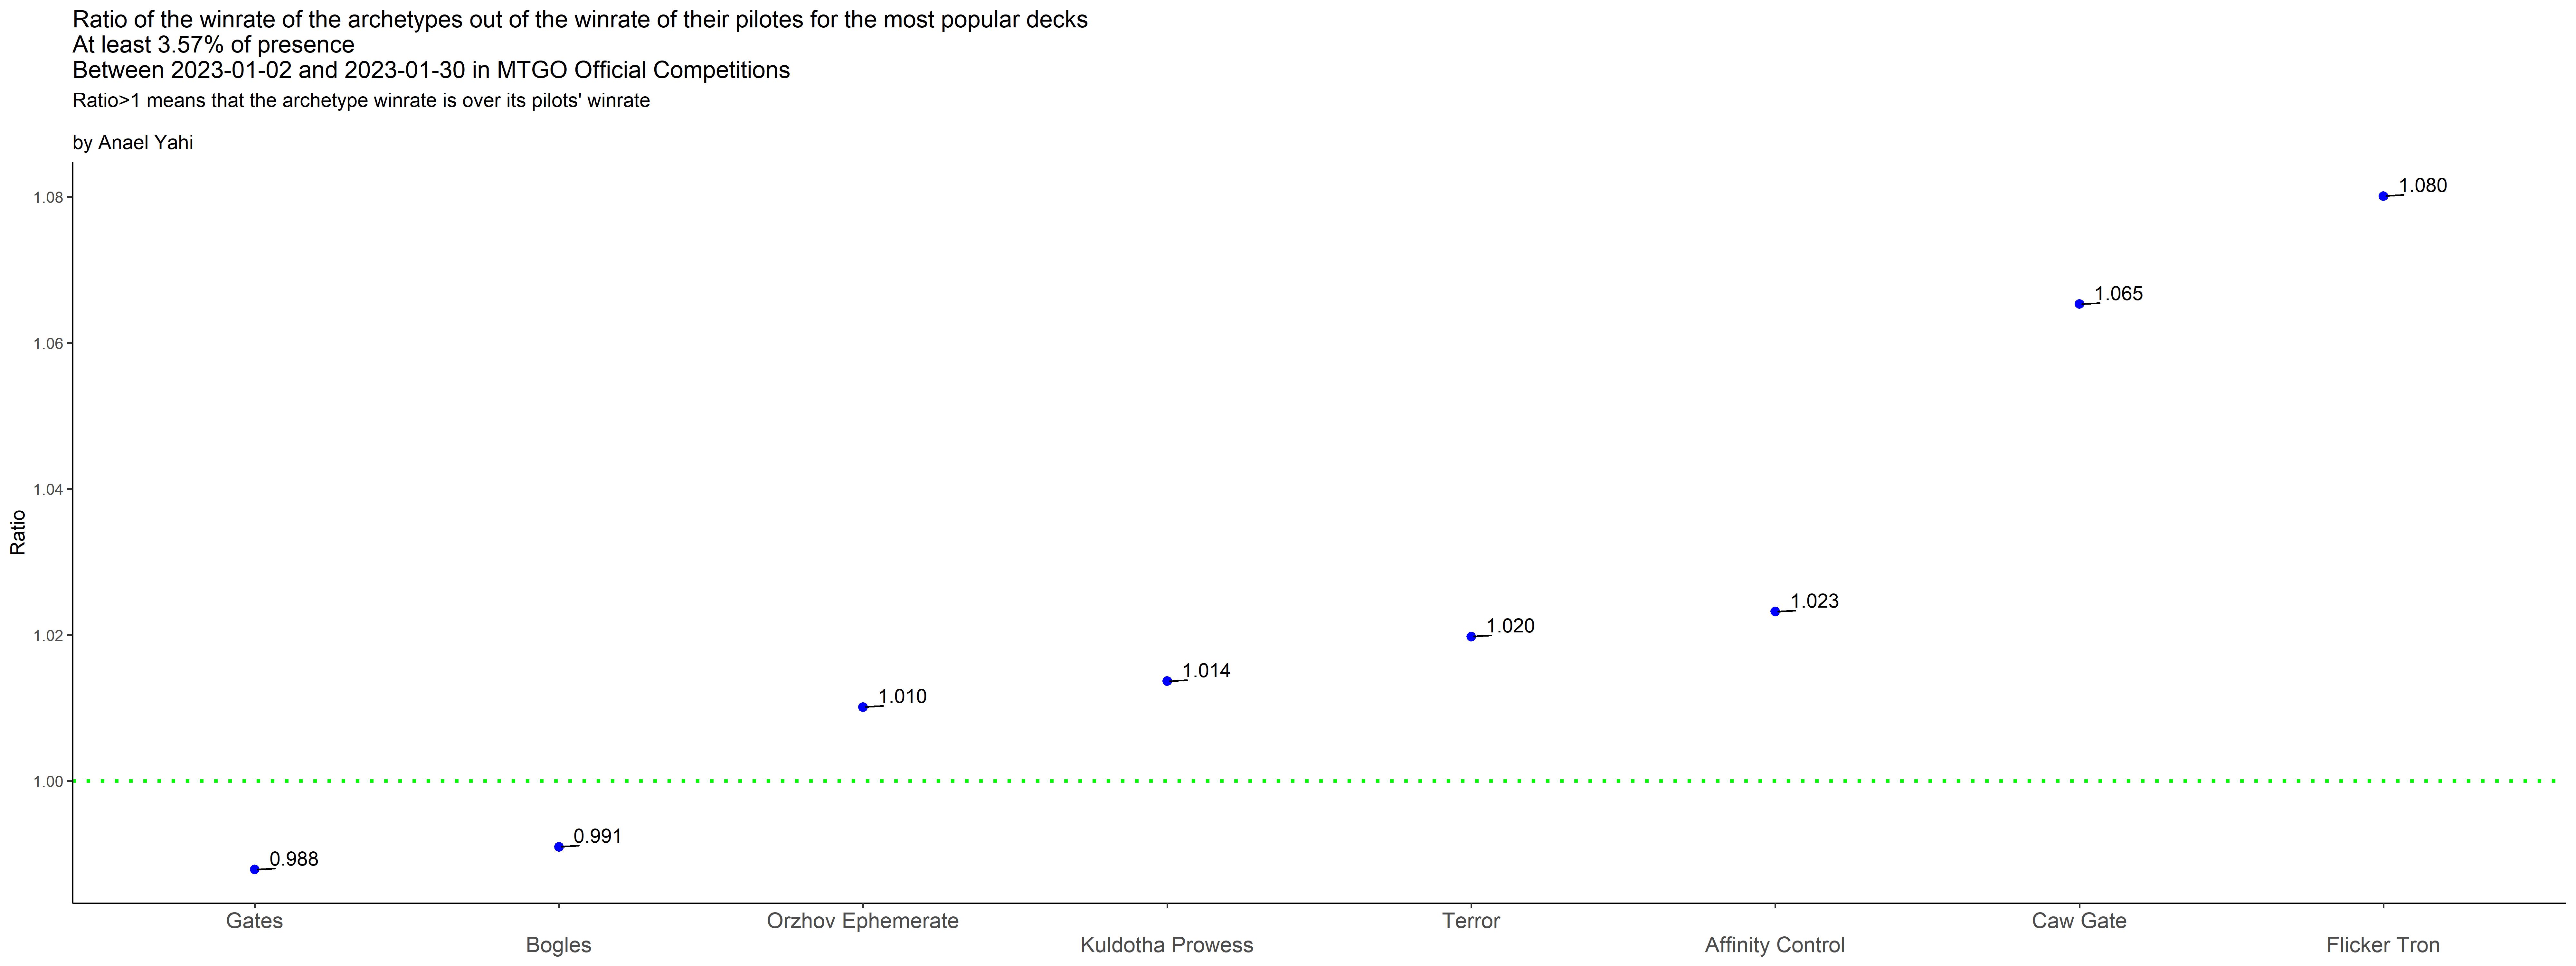 Ratio of the winrate of the archetypes out of the winrate of their pilotes for the most popular decks
At least 3.57% of presence
Between 2023-01-02 and 2023-01-30 in MTGO Official Competitions
Ratio>1 means that the archetype winrate is over its pilots' winrate
by Anael Yahi
1.08
1.06
1.04
1.02
1.00
Ratio
0.988
0.991
1.010
1.014
1.020
1.023
1.065
1.080
Gates
Bogles
Orzhov Ephemerate
Kuldotha Prowess
Terror
Affinity Control
Caw Gate
Flicker Tron